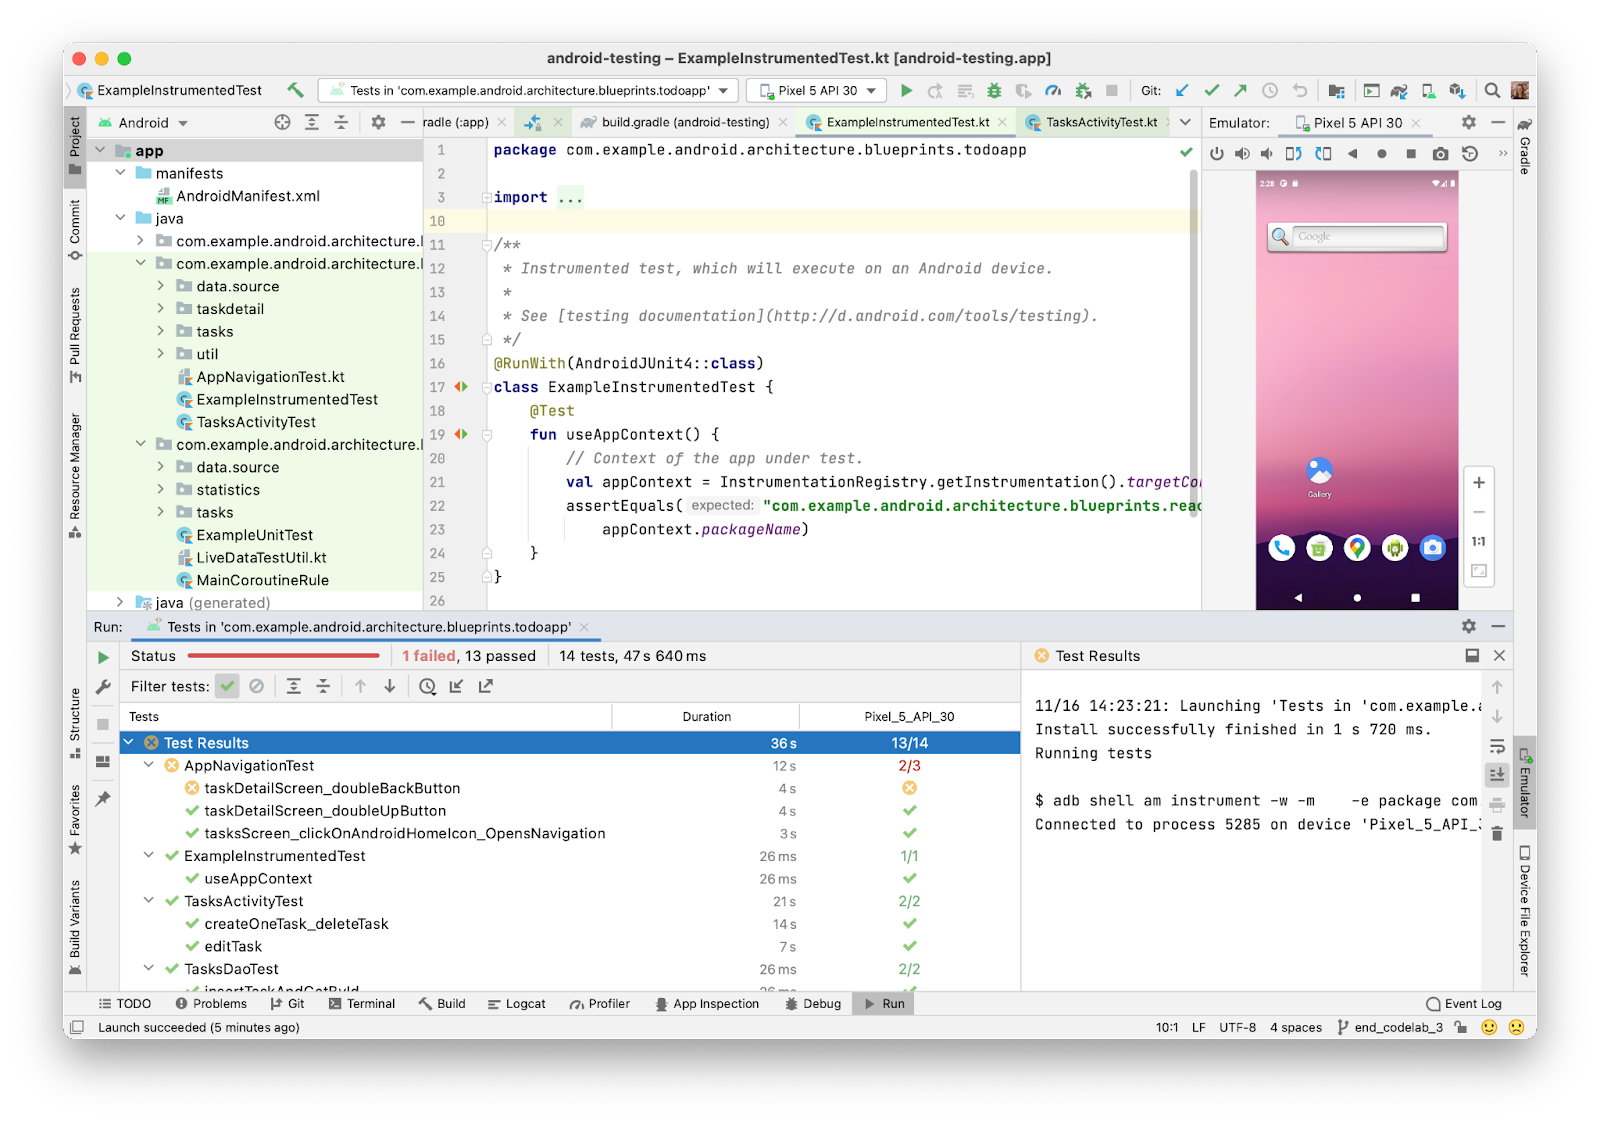 android-testing – ExampleInstrumentedTest.kt [android-testing.app]
ExampleInstrumentedTest
Tests in 'com.example.android.architecture.blueprints.todoapp'
Pixel 5 API 30
Git:
Project
Commit
Pull Requests
Resource Manager
Structure
Favorites
Build Variants
Android
app
manifests
MF
AndroidManifest.xml
java
com.example.android.architecture.
com.example.android.architecture.
data.source
taskdetail
tasks
util
AppNavigationTest.kt
ExampleInstrumentedTest
TasksActivityTest
com.example.android.architecture.
data.source
statistics
tasks
ExampleUnitTest
LiveDataTestUtil.kt
MainCoroutineRule
java (generated)
radle (:app)
build.gradle (android-testing)
ExampleInstrumentedTest.kt
TasksActivityTest.kt
1 package com.example.android.architecture.blueprints.todoapp
2
3 import ...
10
11 /**
12 * Instrumented test, which will execute on an Android device.
13 *
14 * See [testing documentation](http://d.android.com/tools/testing).
15 */
16 @RunWith(AndroidJUnit4::class)
17 class ExampleInstrumentedTest {
18 @Test
19 fun useAppContext() {
20 // Context of the app under test.
21 val appContext = InstrumentationRegistry.getInstrumentation().targetCo
22 assertEquals( expected: "com.example.android.architecture.blueprints.reac
23 appContext.packageName)
24 }
25 }
26
Emulator:
Pixel 5 API 30
2:28
Google
Gallery
1:1
Gradle
Emulator
Device File Explorer
Run:
Tests in 'com.example.android.architecture.blueprints.todoapp'
Status
1 failed, 13 passed
14 tests, 47 s 640 ms
Filter tests:
Tests Duration Pixel_5_API_30
Test Results 36 s 13/14
AppNavigationTest 12 s 2/3
taskDetailScreen_doubleBackButton 4 s
taskDetailScreen_doubleUpButton 4 s
tasksScreen_clickOnAndroidHomeIcon_OpensNavigation 3 s
ExampleInstrumentedTest 26 ms 1/1
useAppContext 26 ms
TasksActivityTest 21 s 2/2
createOneTask_deleteTask 14 s
editTask 7 s
TasksDaoTest 26 ms 2/2
insertTaskAndGetById 26 ms
Test Results
11/16 14:23:21: Launching 'Tests in 'com.example.a
Install successfully finished in 1 s 720 ms.
Running tests
$ adb shell am instrument -w -m    -e package com
Connected to process 5285 on device 'Pixel_5_API_3
TODO
Problems
Git
Terminal
Build
Logcat
Profiler
App Inspection
Debug
Run
Event Log
Launch succeeded (5 minutes ago)
10:1 LF UTF-8 4 spaces end_codelab_3